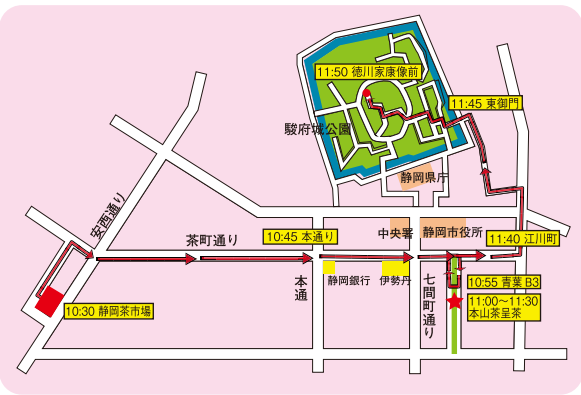 11:50 徳川家康像前
11:45 東御門
駿府城公園
静岡県庁
安西通り
茶町通り
10:45 本通り
中央署
静岡市役所
11:40 江川町
本通
静岡銀行
伊勢丹
七間町通り
10:55 青葉 B3
11:00～11:30
本山茶呈茶
10:30 静岡茶市場